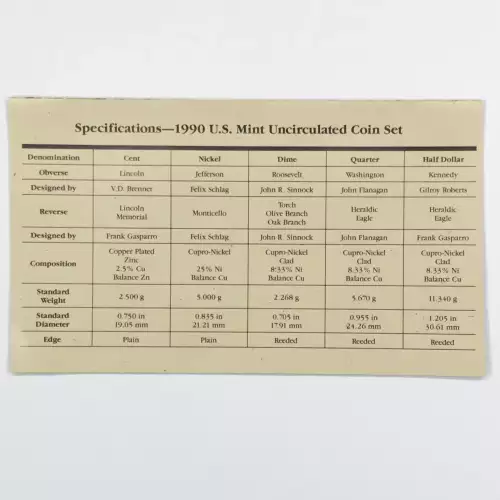 Specifications—1990 U.S. Mint Uncirculated Coin Set
Denomination Cent Nickel Dime Quarter Half Dollar
Obverse Lincoln Jefferson Roosevelt Washington Kennedy
Designed by V.D. Brenner Felix Schlag John R. Sinnock John Flanagan Gilroy Roberts
Reverse Lincoln Memorial Monticello Torch Olive Branch Oak Branch Heraldic Eagle Heraldic Eagle
Designed by Frank Gasparro Felix Schlag John R. Sinnock John Flanagan Frank Gasparro
Composition Copper Plated Zinc 2.5% Cu Balance Zn Cupro-Nickel 25% Ni Balance Cu Cupro-Nickel Clad 8.33% Ni Balance Cu Cupro-Nickel Clad 8.33% Ni Balance Cu Cupro-Nickel Clad 8.33% Ni Balance Cu
Standard Weight 2.500 g 5.000 g 2.268 g 5.670 g 11.340 g
Standard Diameter 0.750 in 19.05 mm 0.835 in 21.21 mm 0.705 in 17.91 mm 0.955 in 24.26 mm 1.205 in 30.61 mm
Edge Plain Plain Reeded Reeded Reeded